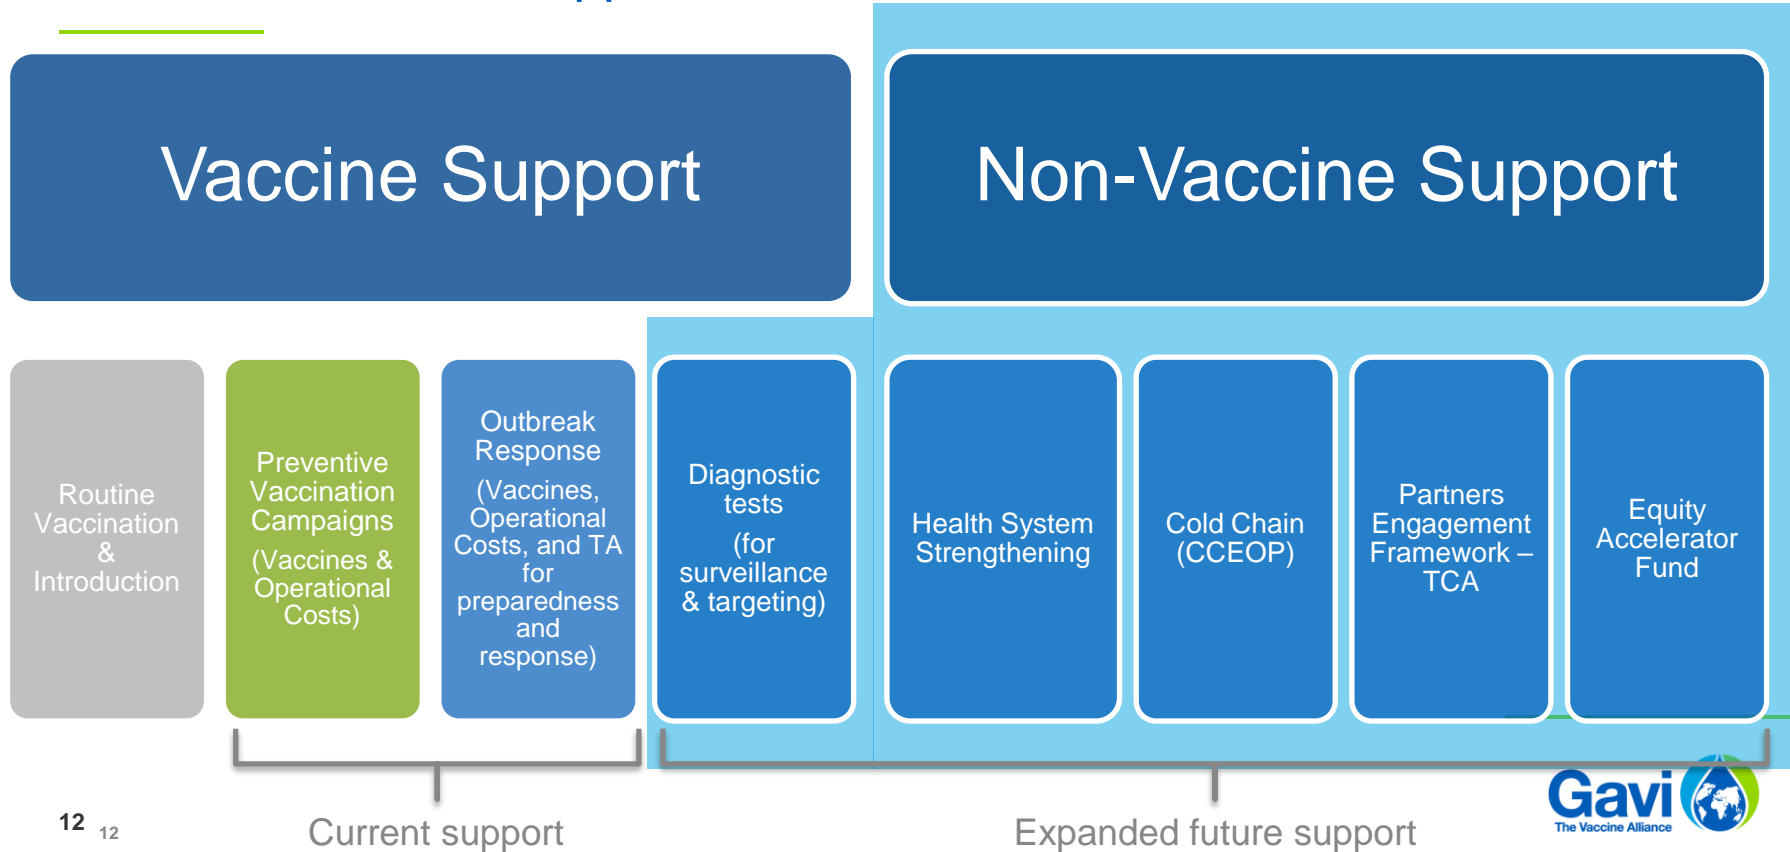 Vaccine Support
Non-Vaccine Support
Routine
Vaccination
&
Introduction
Preventive
Vaccination
Campaigns
(Vaccines &
Operational
Costs)
Outbreak
Response
(Vaccines,
Operational
Costs, and TA
for
preparedness
and
response)
Diagnostic
tests
(for
surveillance
& targeting)
Health System
Strengthening
Cold Chain
(CCEOP)
Partners
Engagement
Framework –
TCA
Equity
Accelerator
Fund
Current support
Expanded future support
12
12
Gavi
The Vaccine Alliance